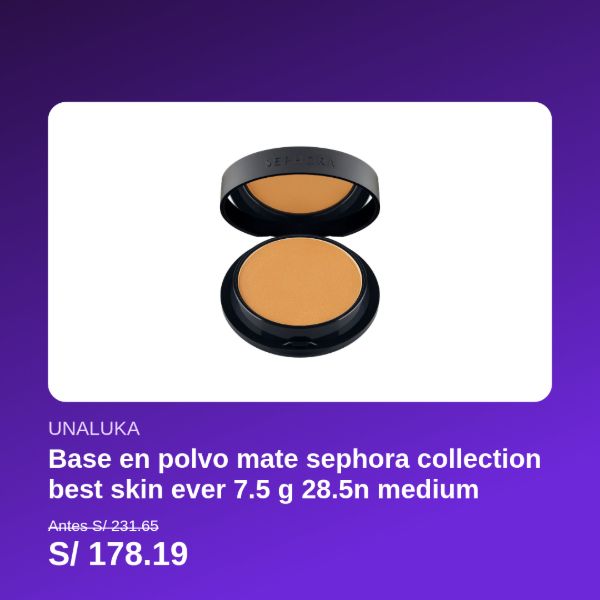 SEPHORA
UNALUKA
Base en polvo mate sephora collection
best skin ever 7.5 g 28.5n medium
Antes S/ 231.65
S/ 178.19